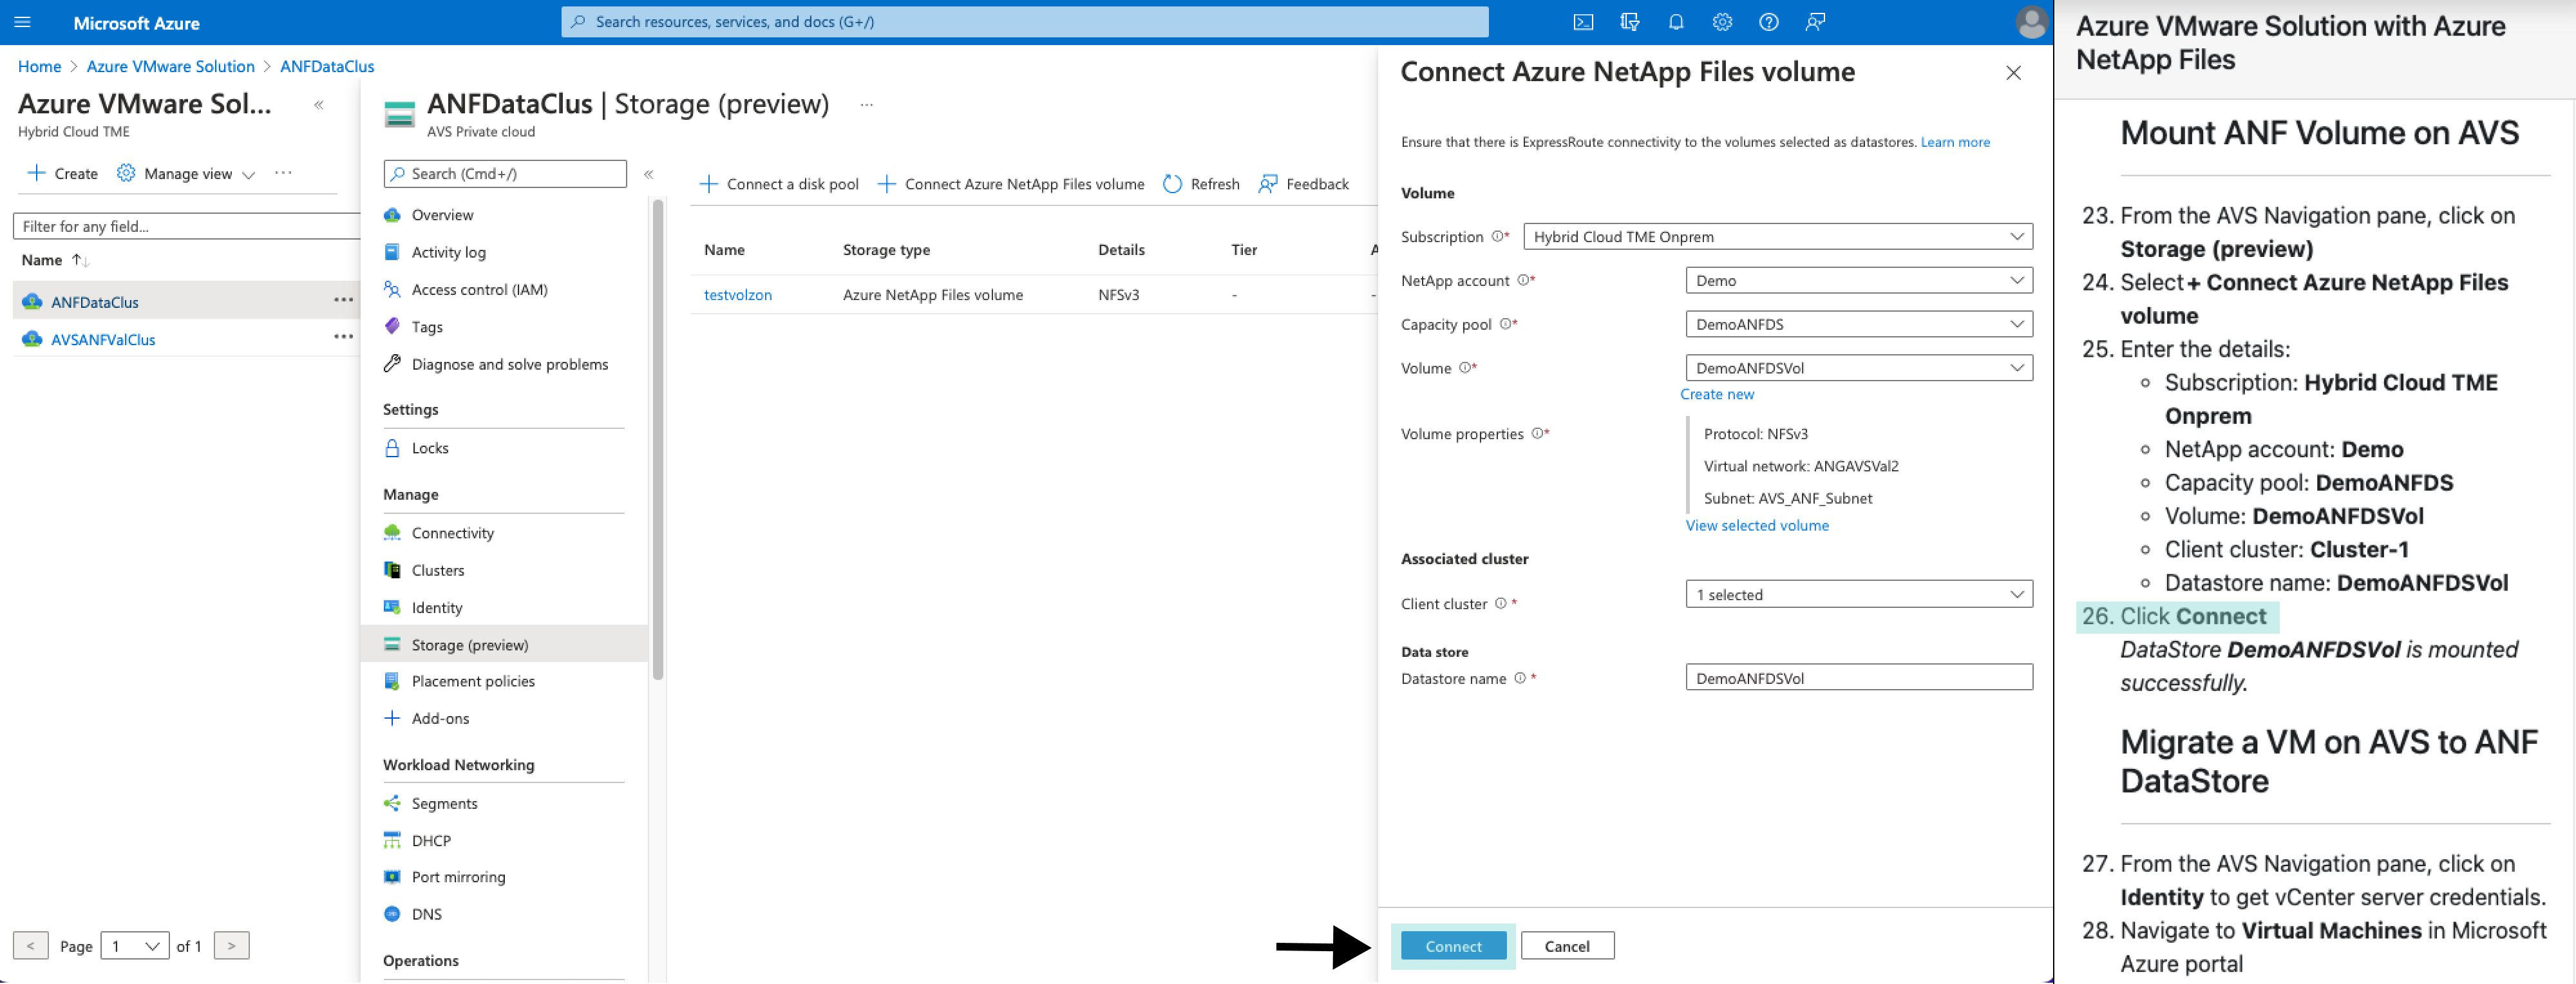 Microsoft Azure
Search resources, services, and docs (G+/)
Home > Azure VMware Solution > ANFDataClus
Azure VMware Sol...
Hybrid Cloud TME
Create
Manage view
Filter for any field...
Name
ANFDataClus
AVSANFValClus
< Page 1 of 1 >
ANFDataClus | Storage (preview)
AVS Private cloud
Search (Cmd+/)
Overview
Activity log
Access control (IAM)
Tags
Diagnose and solve problems
Settings
Locks
Manage
Connectivity
Clusters
Identity
Storage (preview)
Placement policies
Add-ons
Workload Networking
Segments
DHCP
Port mirroring
DNS
Operations
Connect a disk pool
Connect Azure NetApp Files volume
Refresh
Feedback
Name Storage type Details Tier A
testvolzon Azure NetApp Files volume NFSv3 - -
Connect Azure NetApp Files volume
Ensure that there is ExpressRoute connectivity to the volumes selected as datastores. Learn more
Volume
Subscription * Hybrid Cloud TME Onprem
NetApp account * Demo
Capacity pool * DemoANFDS
Volume * DemoANFDSVol
Create new
Volume properties * Protocol: NFSv3
Virtual network: ANGAVSVal2
Subnet: AVS_ANF_Subnet
View selected volume
Associated cluster
Client cluster * 1 selected
Data store
Datastore name * DemoANFDSVol
Connect
Cancel
Azure VMware Solution with Azure
NetApp Files
Mount ANF Volume on AVS
23. From the AVS Navigation pane, click on
Storage (preview)
24. Select + Connect Azure NetApp Files
volume
25. Enter the details:
Subscription: Hybrid Cloud TME
Onprem
NetApp account: Demo
Capacity pool: DemoANFDS
Volume: DemoANFDSVol
Client cluster: Cluster-1
Datastore name: DemoANFDSVol
26. Click Connect
DataStore DemoANFDSVol is mounted
successfully.
Migrate a VM on AVS to ANF
DataStore
27. From the AVS Navigation pane, click on
Identity to get vCenter server credentials.
28. Navigate to Virtual Machines in Microsoft
Azure portal